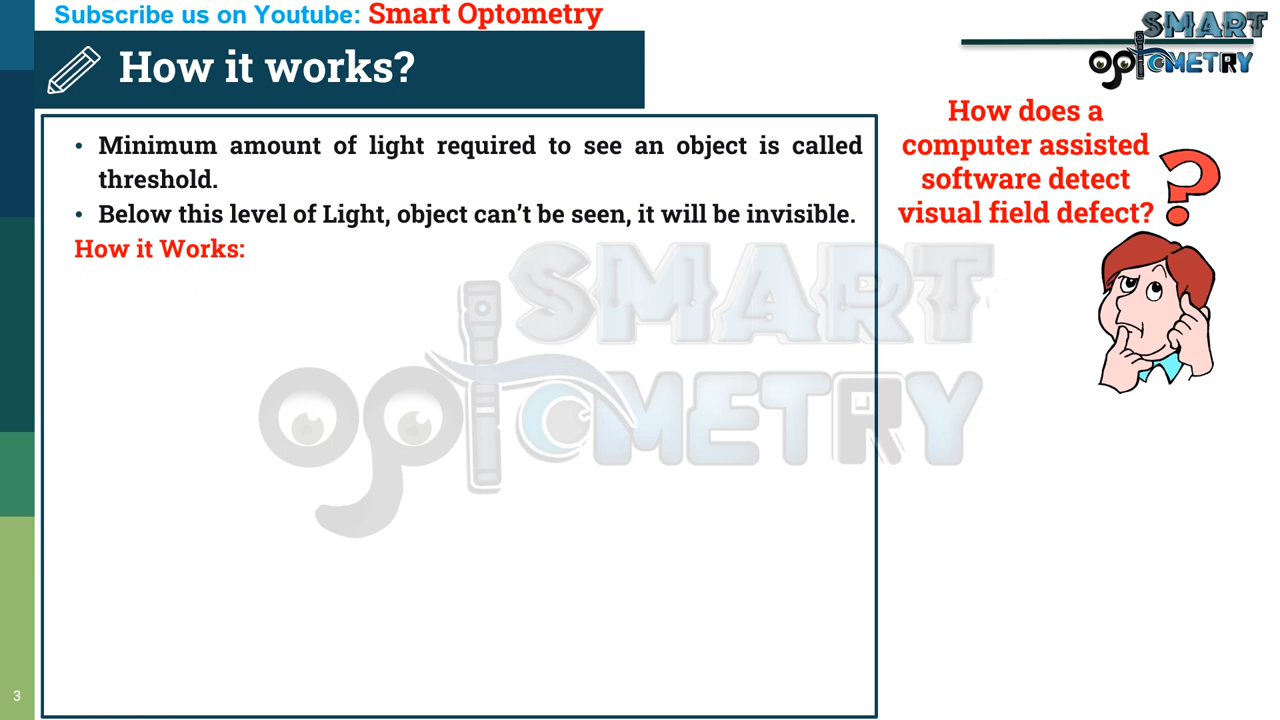 Subscribe us on Youtube: Smart Optometry
SMART
OPTOMETRY
How it works?
How does a
computer assisted
software detect
visual field defect?
?
• Minimum amount of light required to see an object is called
threshold.
• Below this level of Light, object can’t be seen, it will be invisible.
How it Works:
SMART
OPTOMETRY
3